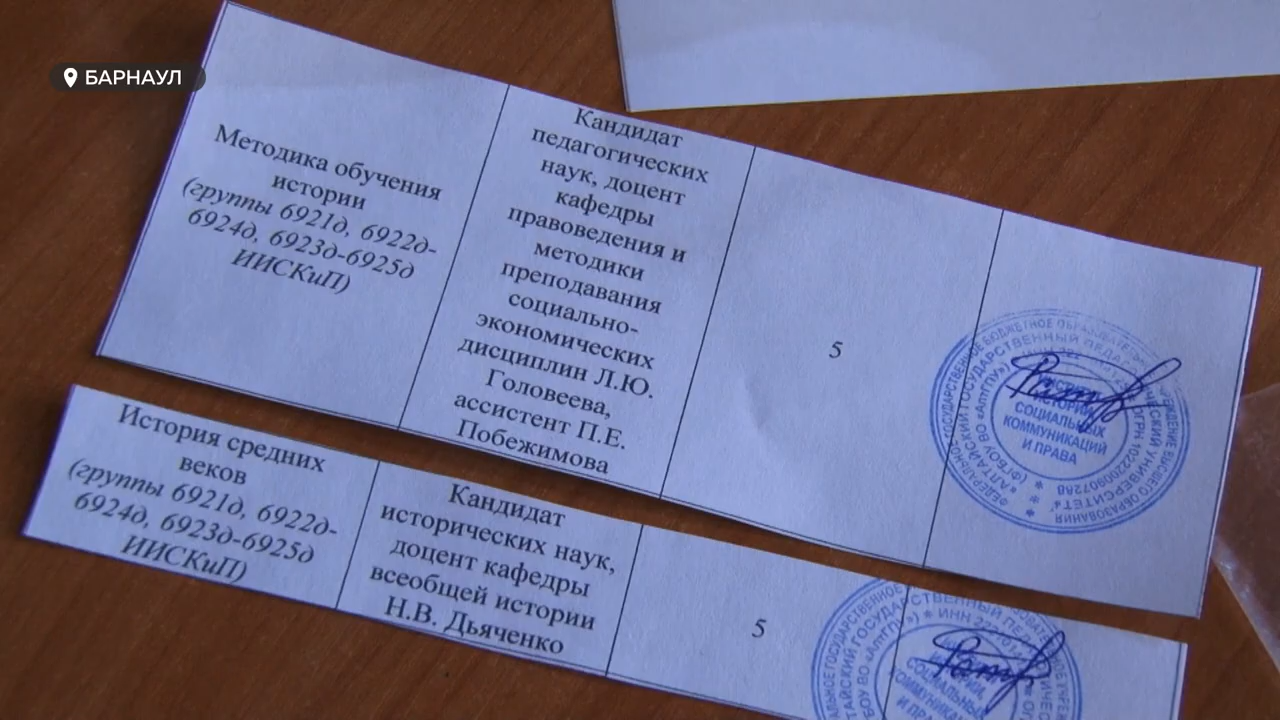 БАРНАУЛ
Методика обучения
истории
(группы 6921д, 6922д-
6924д, 6923д-6925д
ИИСКиП)
Кандидат
педагогических
наук, доцент
кафедры
правоведения и
методики
преподавания
социально-
экономических
дисциплин Л.Ю.
Головеева,
ассистент П.Е.
Побежимова
5
ИСТОРИИ,
СОЦИАЛЬНЫХ
КОММУНИКАЦИЙ
И ПРАВА
История средних
веков
(группы 6921д, 6922д-
6924д, 6923д-6925д
ИИСКиП)
Кандидат
исторических наук,
доцент кафедры
всеобщей истории
Н.В. Дьяченко
5